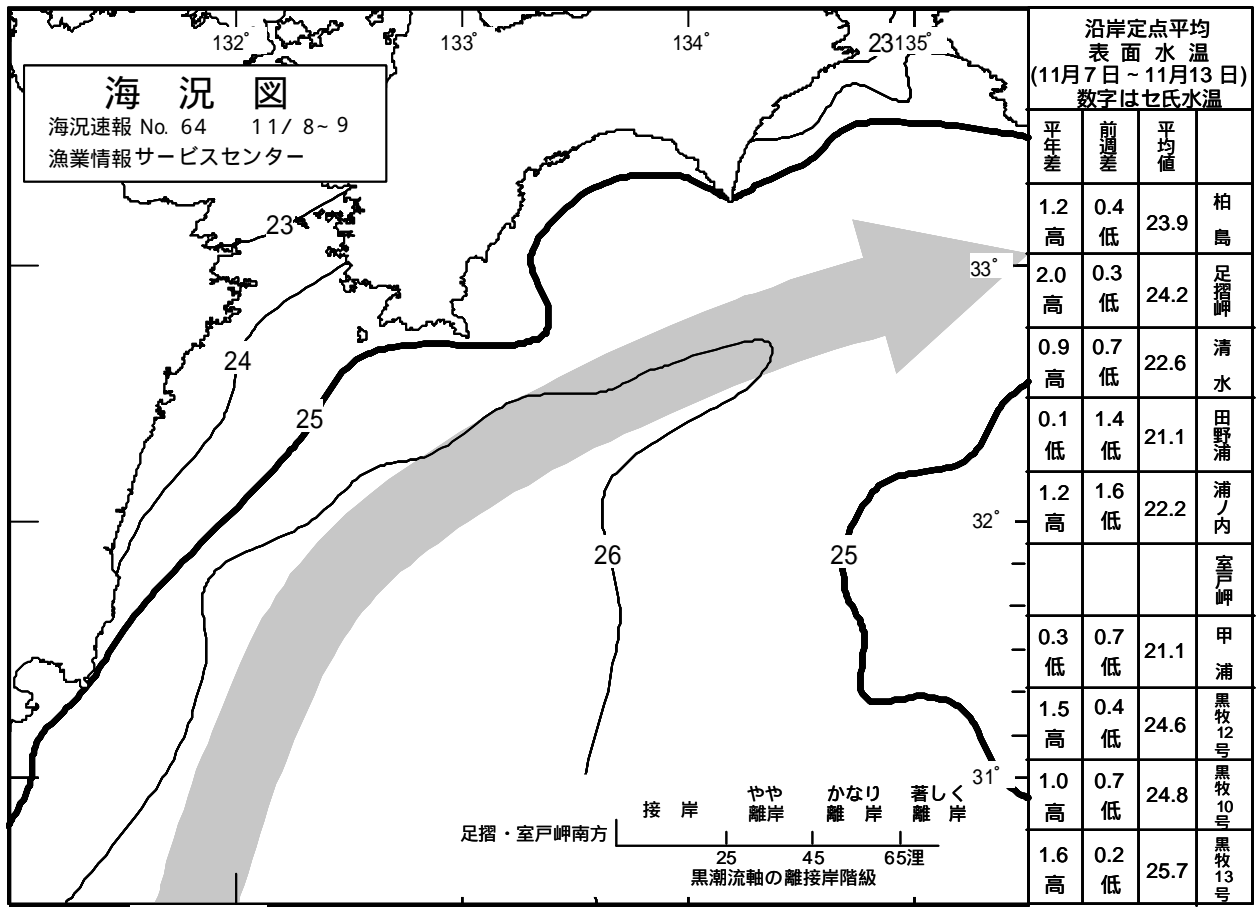 海 況 図
海況速報 No. 64 11/ 8~ 9
漁業情報サービスセンター
132°
133°
134°
135°
23
23
24
25
33°
32°
26
25
31°
接 岸
やや
離岸
かなり
離 岸
著しく
離 岸
足摺・室戸岬南方
25 45 65浬
黒潮流軸の離接岸階級
沿岸定点平均
表 面 水 温
(11月7日~11月13日)
数字はセ氏水温
平年差 前週差 平均値
1.2高 0.4低 23.9 柏島
2.0高 0.3低 24.2 足摺岬
0.9高 0.7低 22.6 清水
0.1低 1.4低 21.1 田野浦
1.2高 1.6低 22.2 浦ノ内
室戸岬
0.3低 0.7低 21.1 甲浦
1.5高 0.4低 24.6 黒牧12号
1.0高 0.7低 24.8 黒牧10号
1.6高 0.2低 25.7 黒牧13号